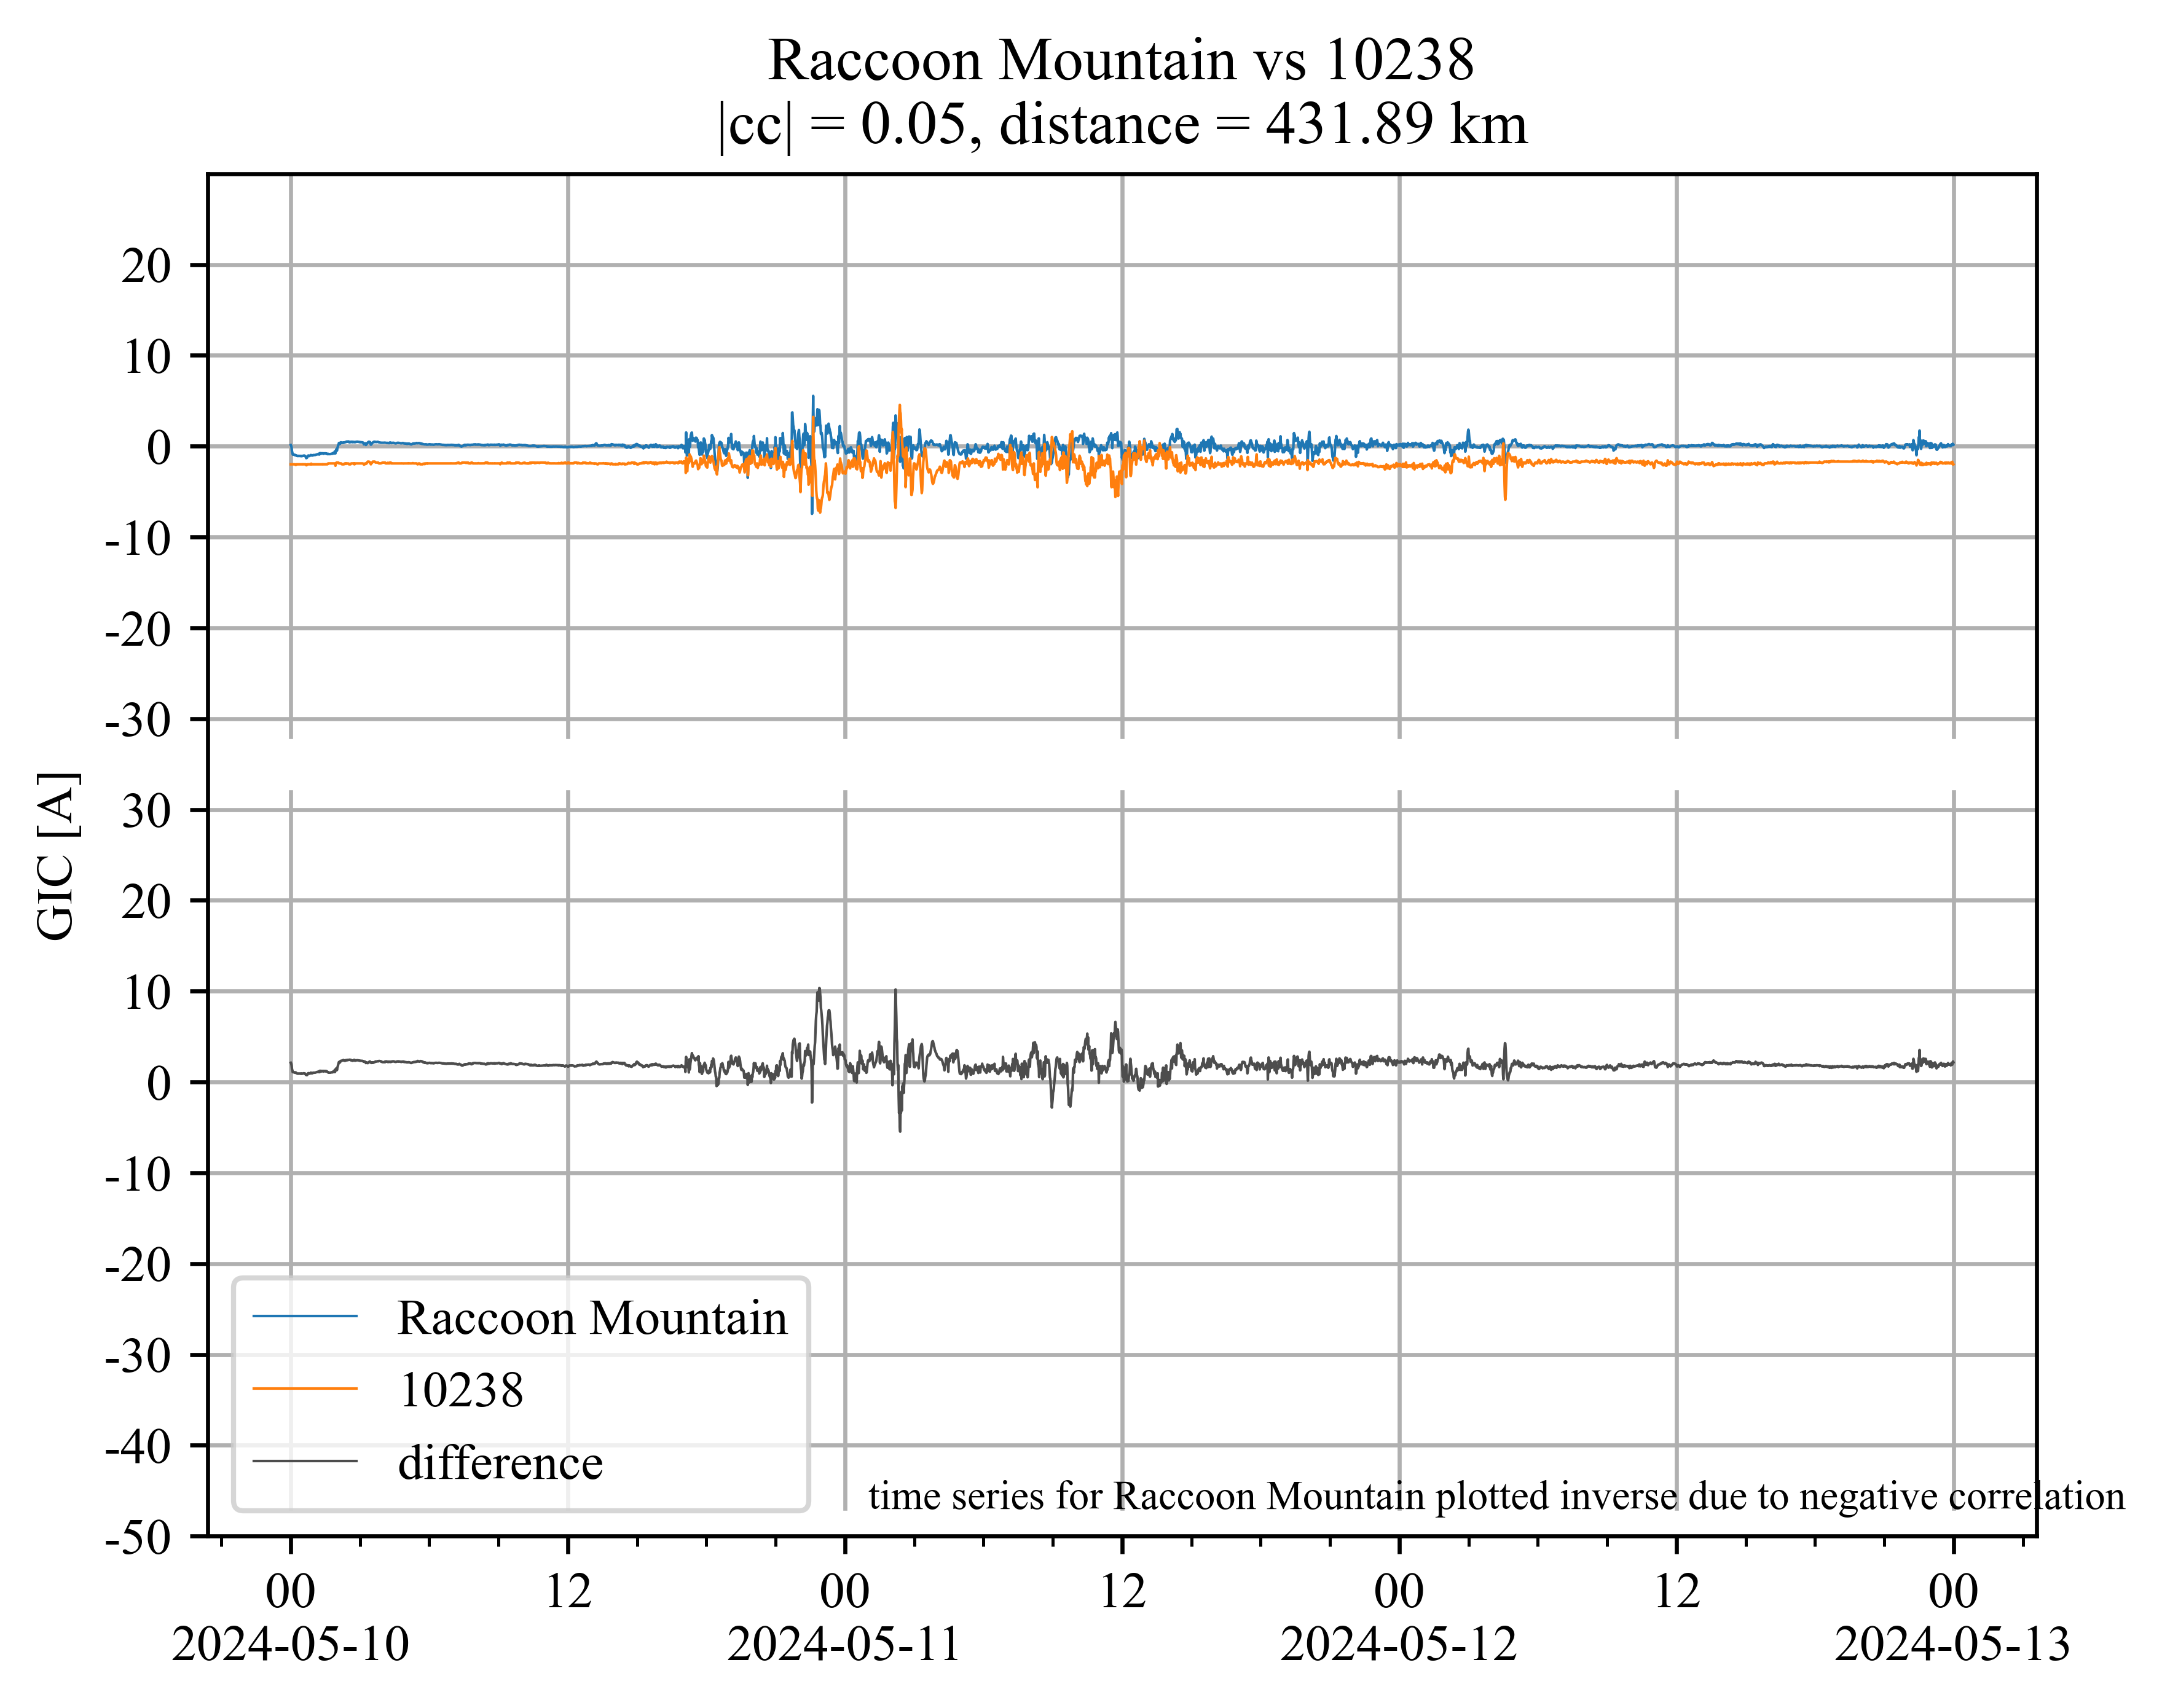 Raccoon Mountain vs 10238
|cc| = 0.05, distance = 431.89 km
GIC [A]
20
10
0
-10
-20
-30
30
20
10
0
-10
-20
-30
-40
-50
Raccoon Mountain
10238
difference
time series for Raccoon Mountain plotted inverse due to negative correlation
00 12 00 12 00 12 00
2024-05-10 2024-05-11 2024-05-12 2024-05-13